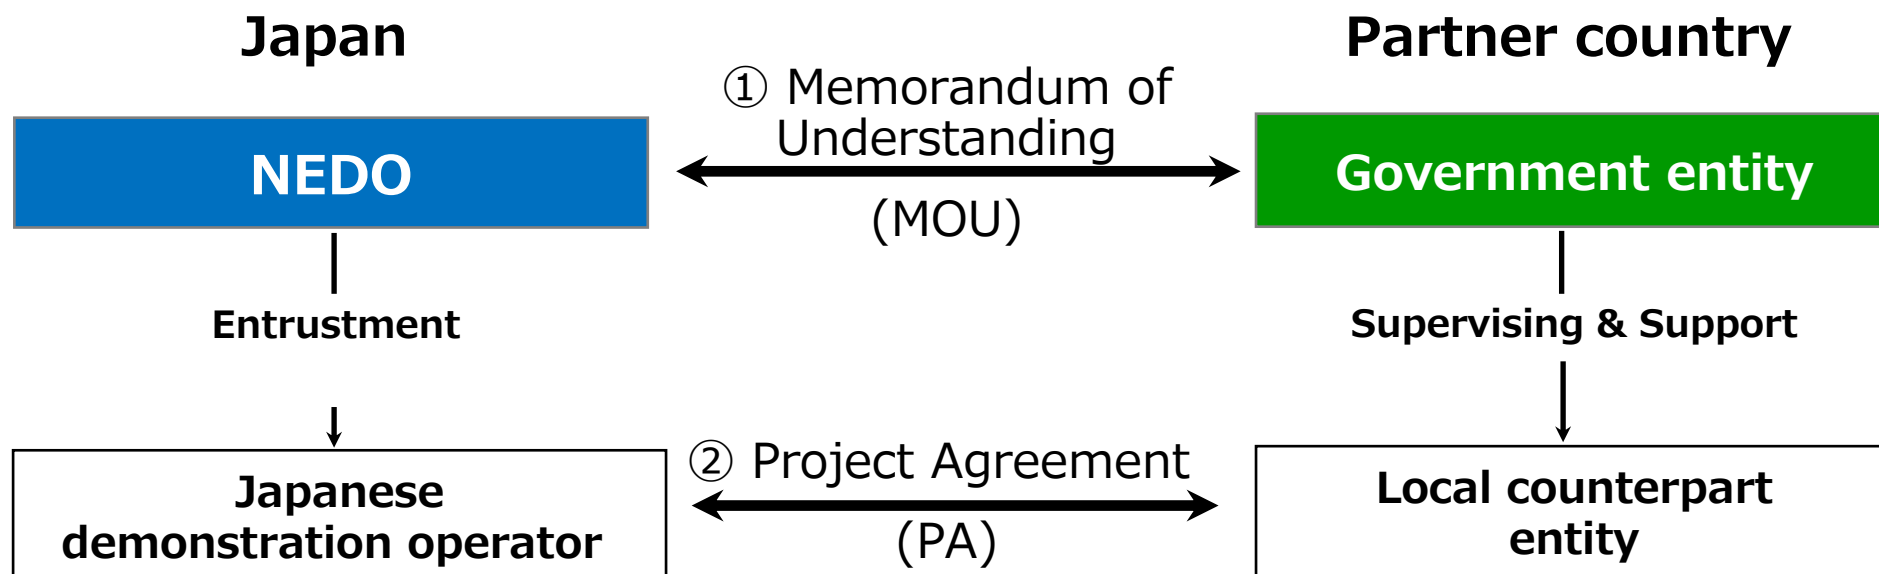 Japan
Partner country
① Memorandum of
Understanding
(MOU)
NEDO
Government entity
Entrustment
Supervising & Support
② Project Agreement
(PA)
Japanese
demonstration operator
Local counterpart
entity